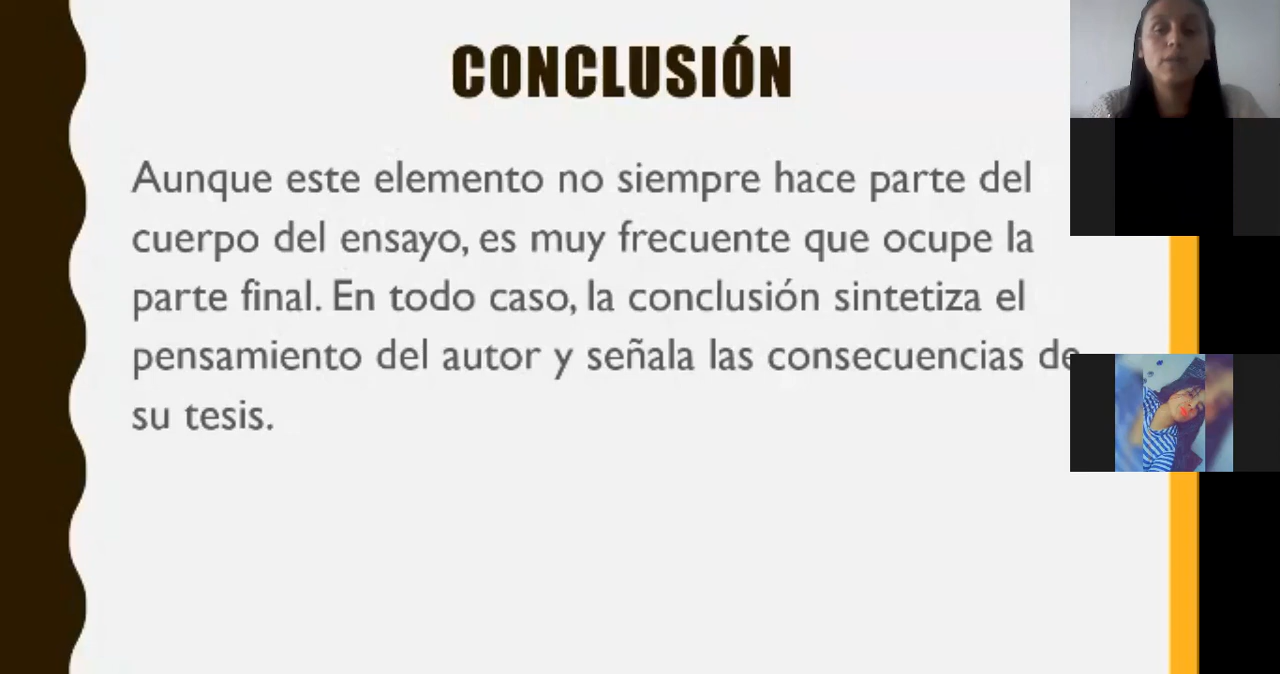 CONCLUSIÓN
Aunque este elemento no siempre hace parte del
cuerpo del ensayo, es muy frecuente que ocupe la
parte final. En todo caso, la conclusión sintetiza el
pensamiento del autor y señala las consecuencias de
su tesis.